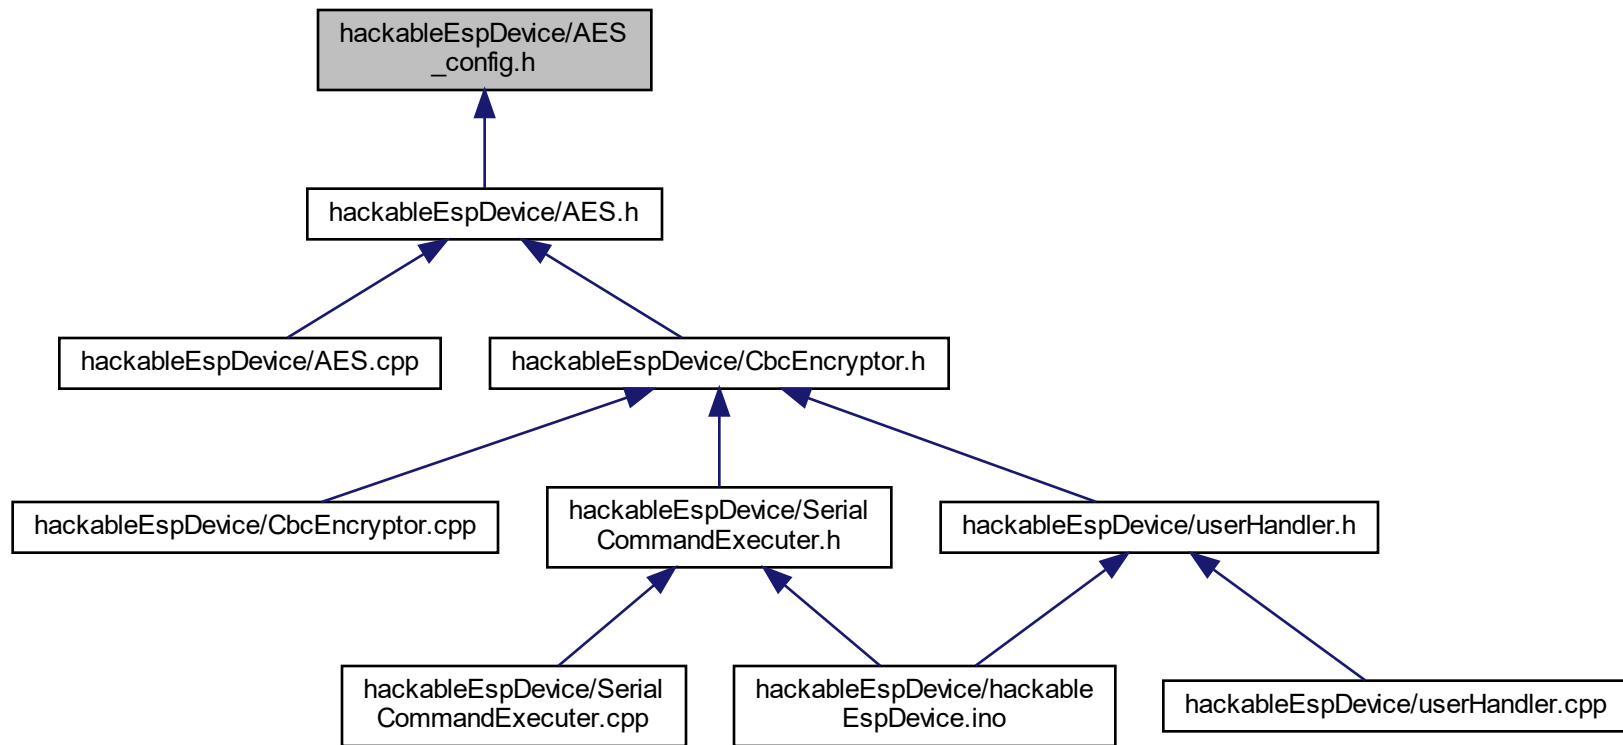 hackableEspDevice/AES
_config.h
hackableEspDevice/AES.h
hackableEspDevice/AES.cpp
hackableEspDevice/CbcEncryptor.h
hackableEspDevice/CbcEncryptor.cpp
hackableEspDevice/Serial
CommandExecuter.h
hackableEspDevice/userHandler.h
hackableEspDevice/Serial
CommandExecuter.cpp
hackableEspDevice/hackable
EspDevice.ino
hackableEspDevice/userHandler.cpp